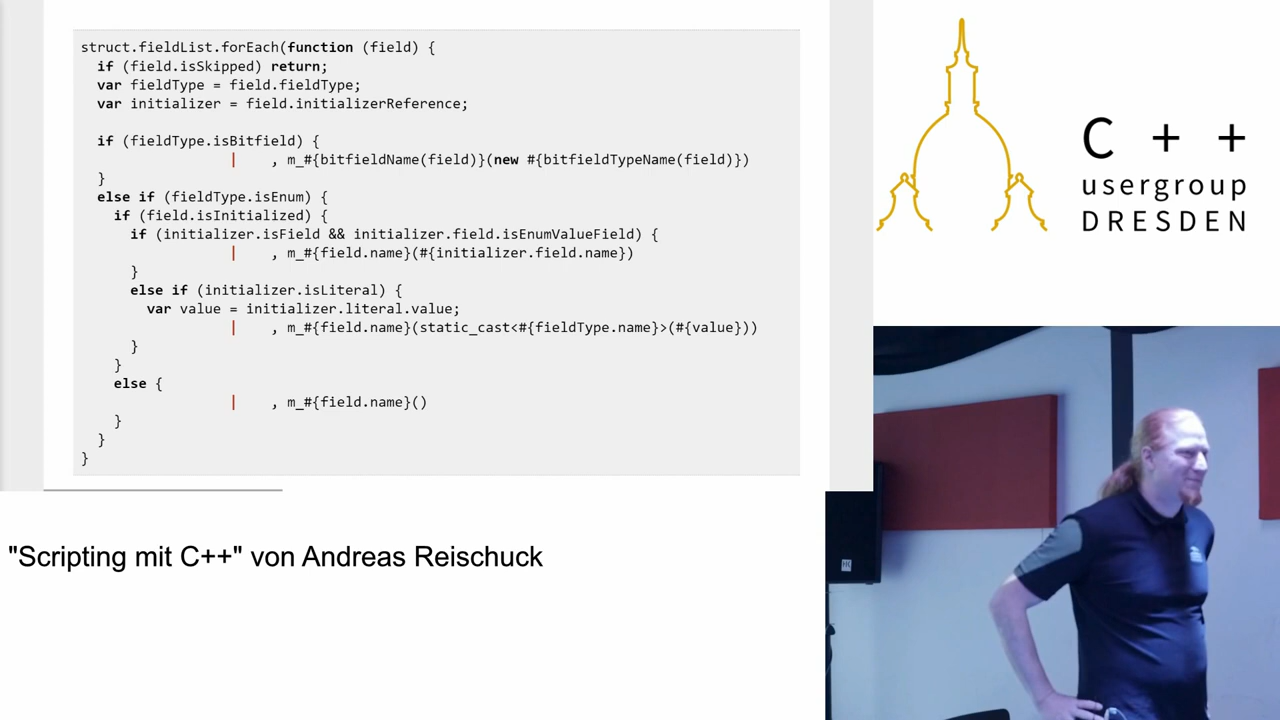 struct.fieldList.forEach(function (field) {
if (field.isSkipped) return;
var fieldType = field.fieldType;
var initializer = field.initializerReference;
if (fieldType.isBitfield) {
| , m_#{bitfieldName(field)}(new #{bitfieldTypeName(field)})
}
else if (fieldType.isEnum) {
if (field.isInitialized) {
if (initializer.isField && initializer.field.isEnumValueField) {
| , m_#{field.name}(#{initializer.field.name})
}
else if (initializer.isLiteral) {
var value = initializer.literal.value;
| , m_#{field.name}(static_cast<#{fieldType.name}>(#{value}))
}
}
else {
| , m_#{field.name}()
}
}
}
C + +
usergroup
DRESDEN
"Scripting mit C++" von Andreas Reischuck